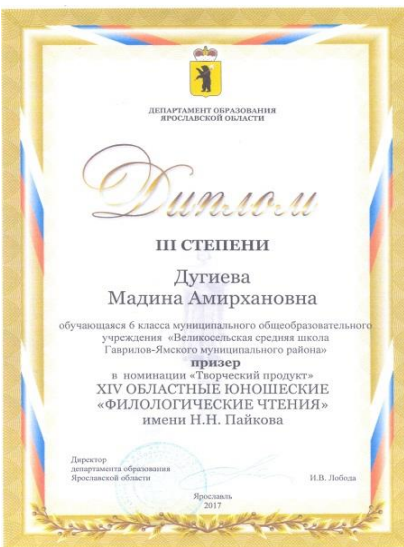 ДЕПАРТАМЕНТ ОБРАЗОВАНИЯ
ЯРОСЛАВСКОЙ ОБЛАСТИ
Диплом
III СТЕПЕНИ
Дугиева
Мадина Амирхановна
обучающаяся 6 класса муниципального общеобразовательного
учреждения «Великосельская средняя школа
Гаврилов-Ямского муниципального района»
призер
в номинации «Творческий продукт»
XIV ОБЛАСТНЫЕ ЮНОШЕСКИЕ
«ФИЛОЛОГИЧЕСКИЕ ЧТЕНИЯ»
имени Н.Н. Пайкова
Директор
департамента образования
Ярославской области
И.В. Лобода
Ярославль
2017